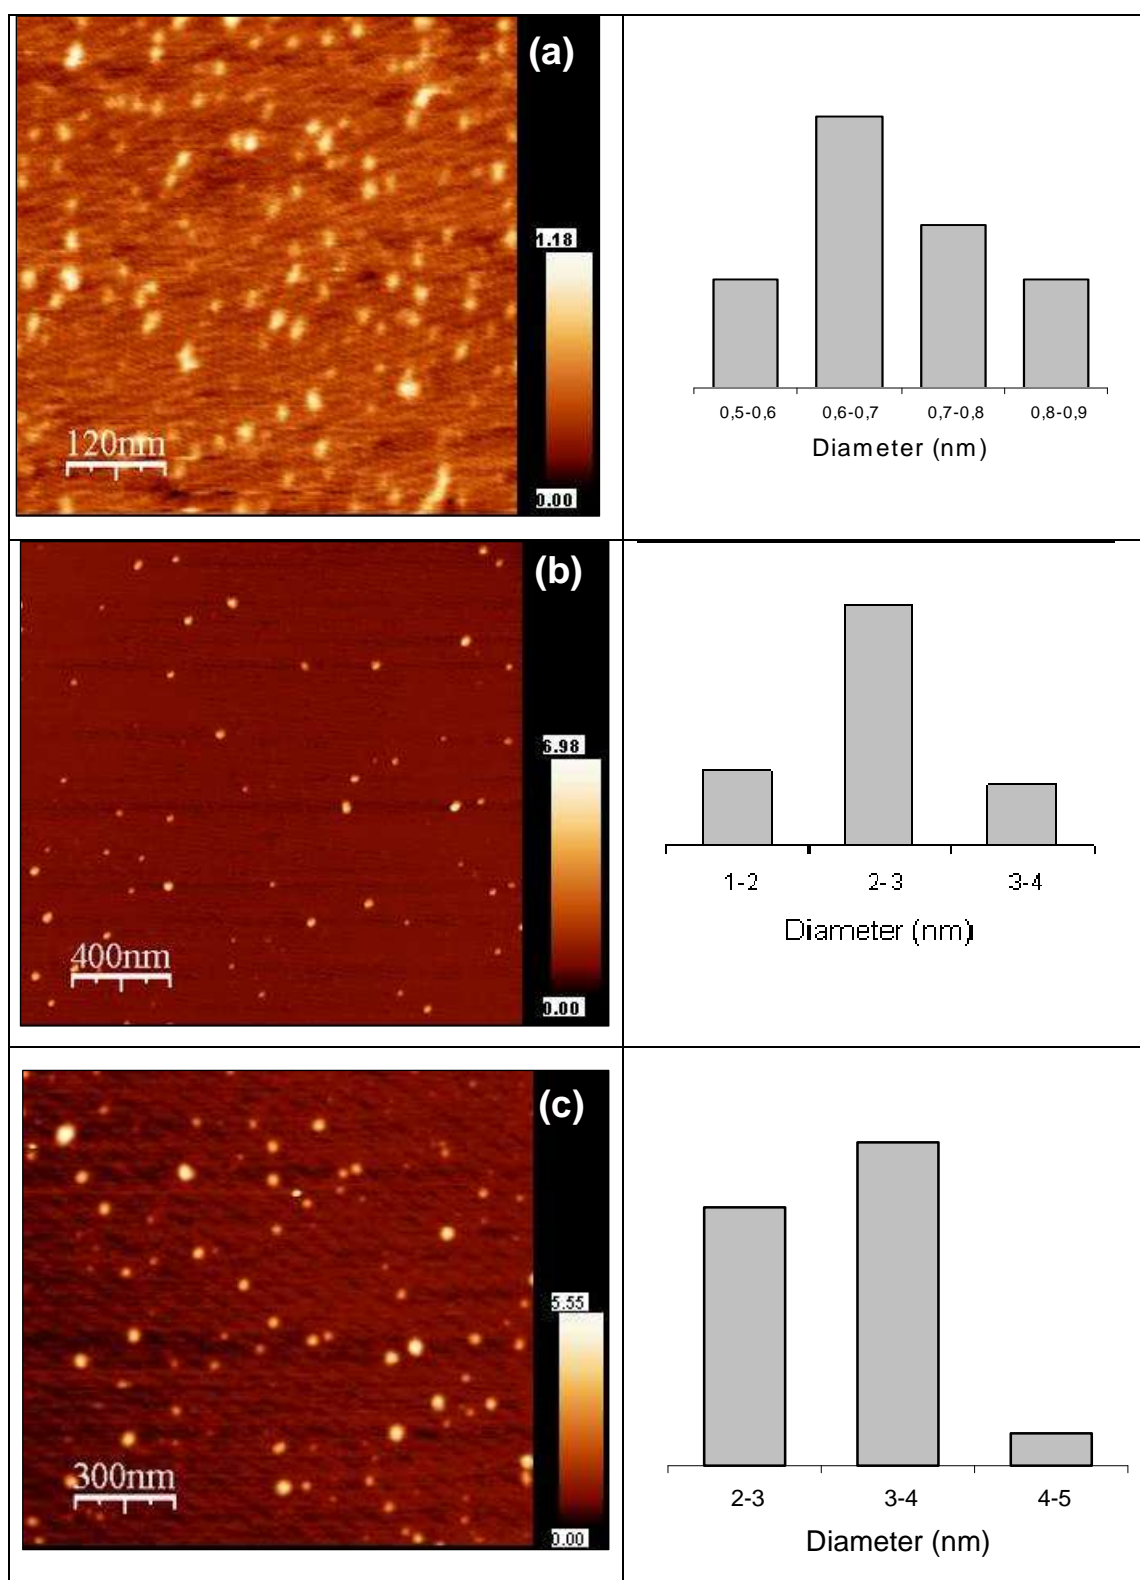 (a)
1.18
0.00
120nm
0,5-0,6 0,6-0,7 0,7-0,8 0,8-0,9
Diameter (nm)
(b)
6.98
0.00
400nm
1-2 2-3 3-4
Diameter (nm)
(c)
5.55
0.00
300nm
2-3 3-4 4-5
Diameter (nm)